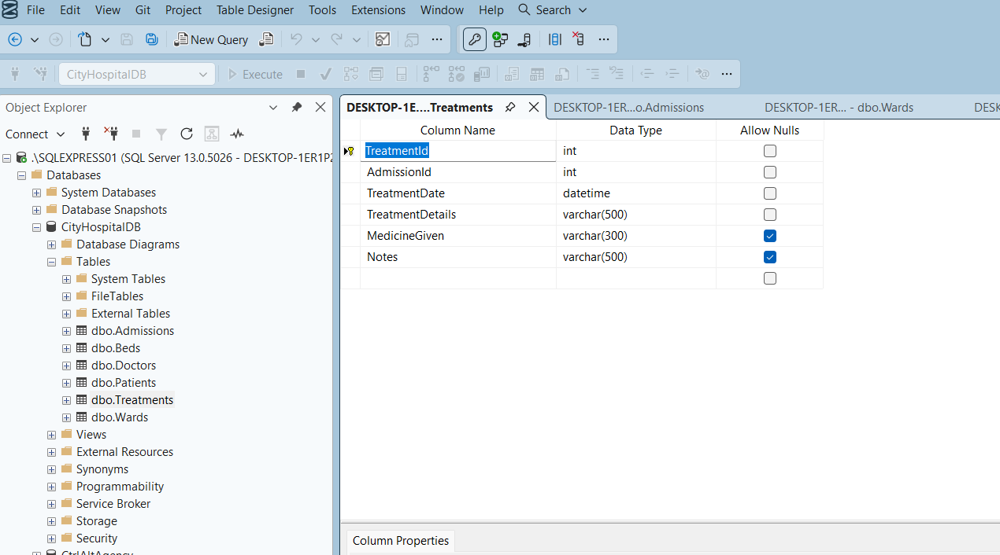 File Edit View Git Project Table Designer Tools Extensions Window Help Search
New Query
CityHospitalDB Execute
Object Explorer
Connect
.\SQLEXPRESS01 (SQL Server 13.0.5026 - DESKTOP-1ER1P2
Databases
System Databases
Database Snapshots
CityHospitalDB
Database Diagrams
Tables
System Tables
FileTables
External Tables
dbo.Admissions
dbo.Beds
dbo.Doctors
dbo.Patients
dbo.Treatments
dbo.Wards
Views
External Resources
Synonyms
Programmability
Service Broker
Storage
Security
CtrlAltAgency
DESKTOP-1E....Treatments DESKTOP-1ER...o.Admissions DESKTOP-1ER... - dbo.Wards DESK
Column Name Data Type Allow Nulls
TreatmentId int
AdmissionId int
TreatmentDate datetime
TreatmentDetails varchar(500)
MedicineGiven varchar(300)
Notes varchar(500)
Column Properties